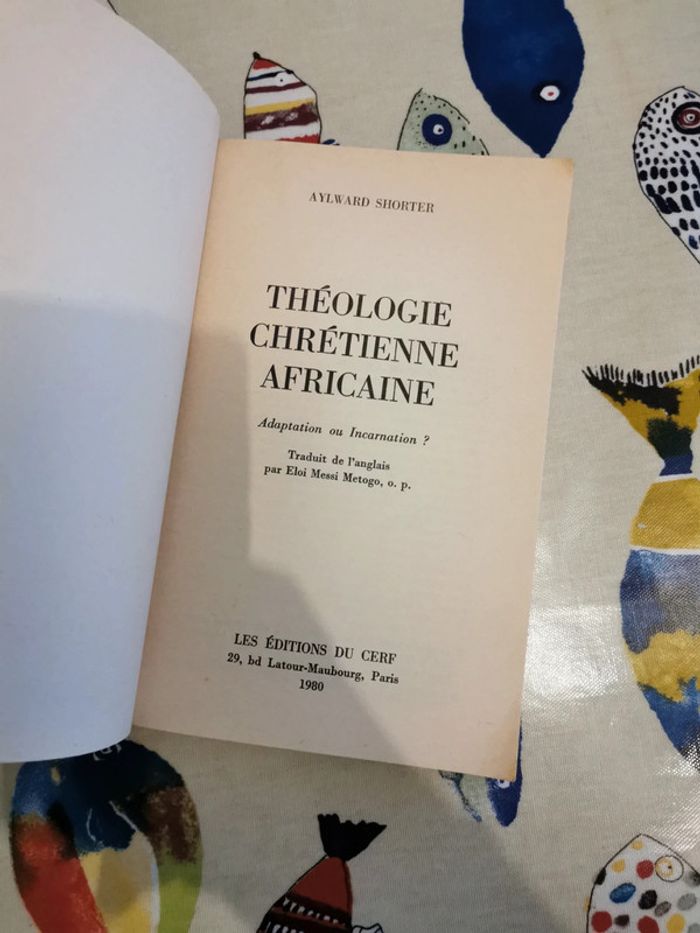 AYLWARD SHORTER
THÉOLOGIE
CHRÉTIENNE
AFRICAINE
Adaptation ou Incarnation ?
Traduit de l'anglais
par Eloi Messi Metogo, o. p.
LES ÉDITIONS DU CERF
29, bd Latour-Maubourg, Paris
1980